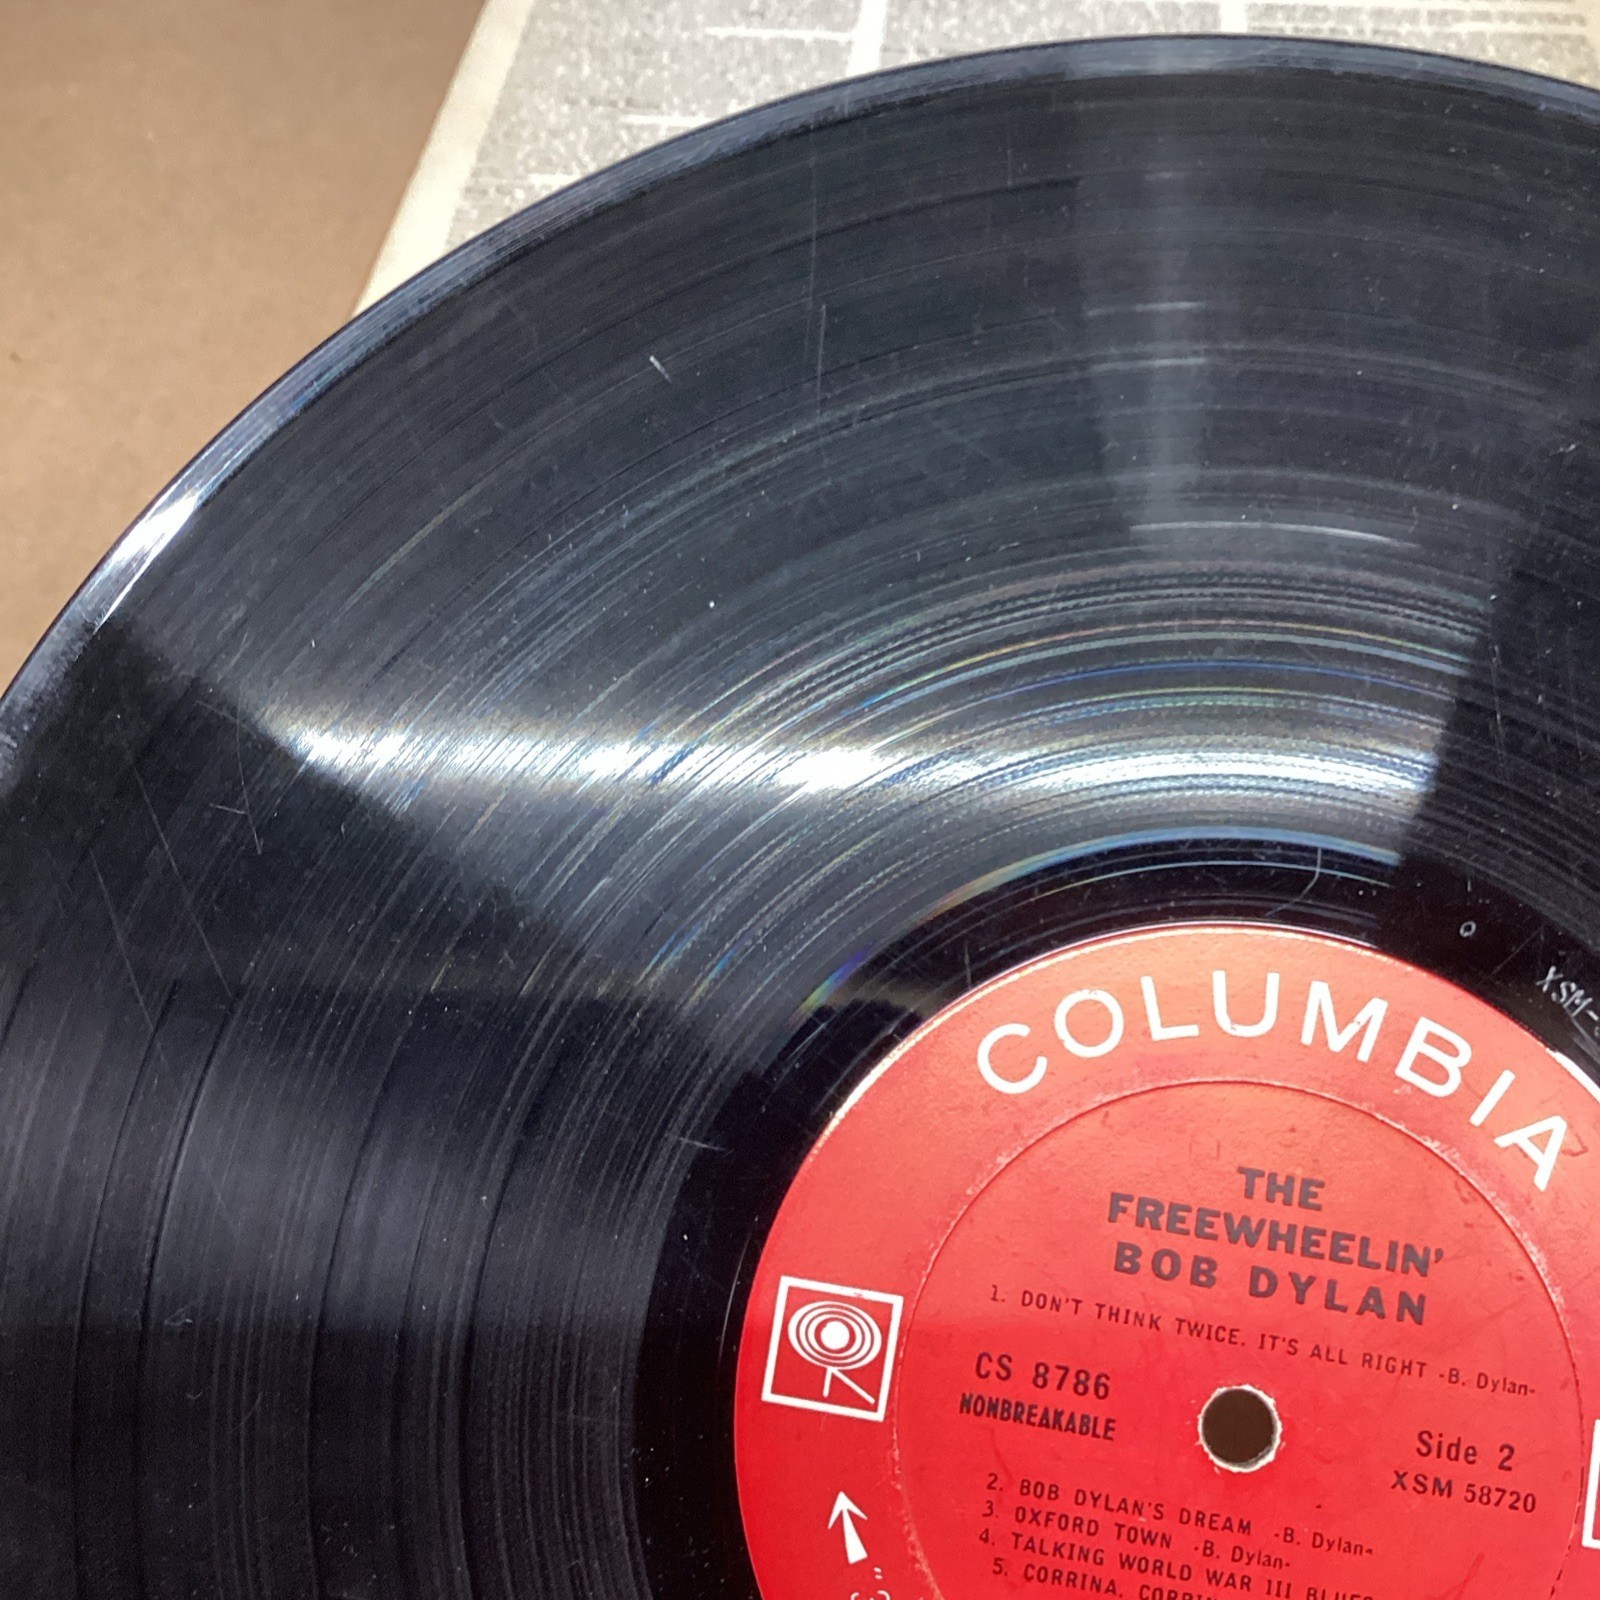 COLUMBIA
THE
FREEWHEELIN'
BOB DYLAN
1. DON'T THINK TWICE. IT'S ALL RIGHT -B. Dylan-
CS 8786
NONBREAKABLE
Side 2
XSM 58720
2. BOB DYLAN'S DREAM -B. Dylan-
3. OXFORD TOWN -B. Dylan-
4. TALKING WORLD WAR III BLUES
5. CORRINA,
XSM-